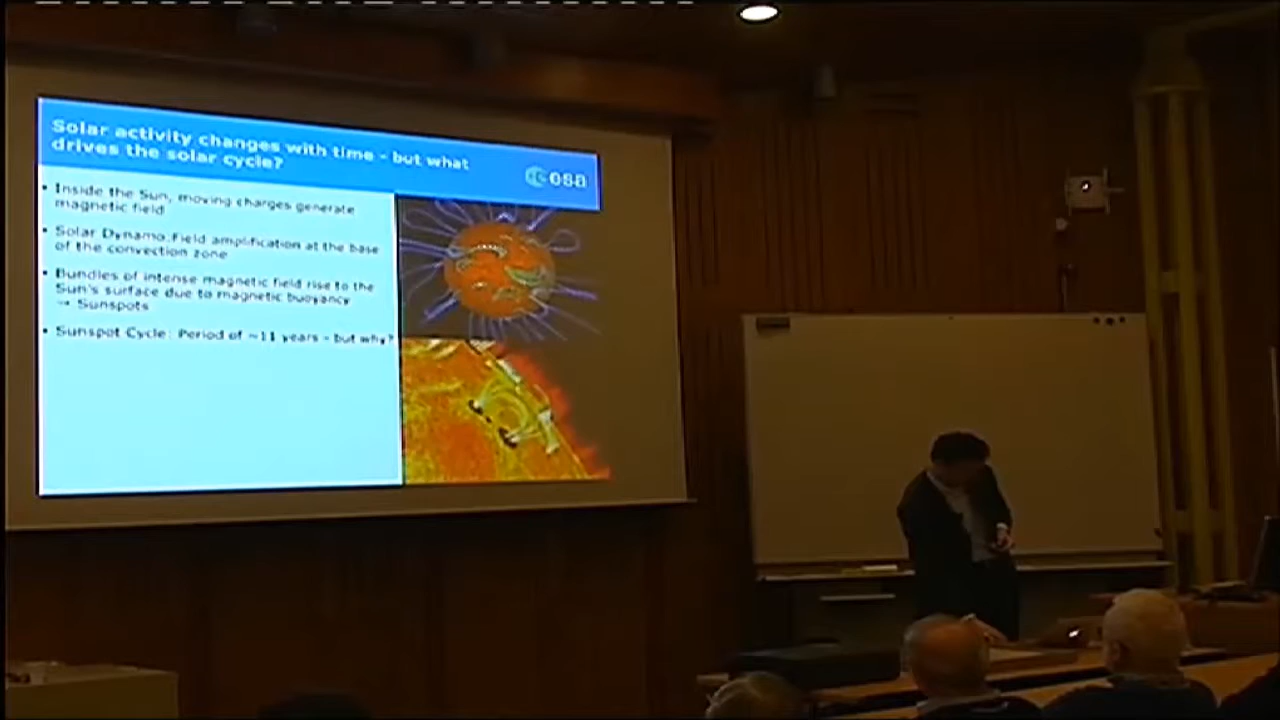 Solar activity changes with time - but what
drives the solar cycle?
esa
• Inside the Sun, moving charges generate
magnetic field
• Solar Dynamo:Field amplification at the base
of the convection zone
• Bundles of intense magnetic field rise to the
Sun's surface due to magnetic buoyancy
→ Sunspots
• Sunspot Cycle: Period of ~11 years - but why?